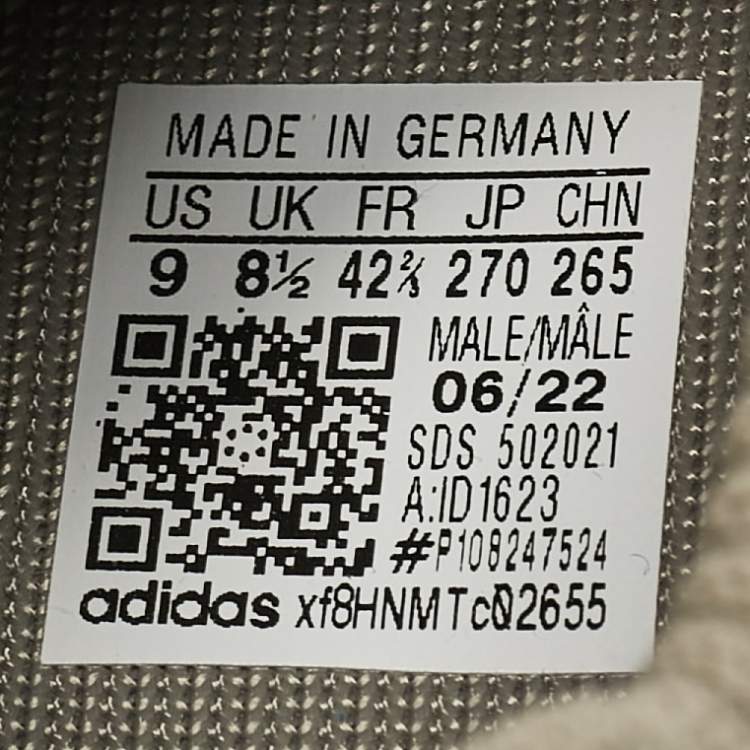 MADE IN GERMANY
US UK FR JP CHN
9 8½ 42⅔ 270 265
MALE/MÂLE
06/22
SDS 502021
A:ID1623
#P108247524
adidas xf8HNMTcQ2655